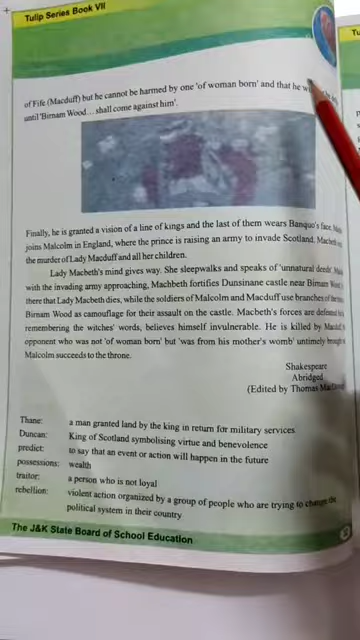 Tulip Series Book VII
of Fife (Macduff) but he cannot be harmed by one 'of woman born' and that he
until 'Birnam Wood... shall come against him'.
Finally, he is granted a vision of a line of kings and the last of them wears Banquo's face.
joins Malcolm in England, where the prince is raising an army to invade Scotland.
the murder of Lady Macduff and all her children.
Lady Macbeth's mind gives way. She sleepwalks and speaks of 'unnatural deeds'.
with the invading army approaching, Machbeth fortifies Dunsinane castle near Birnam
there that Lady Macbeth dies, while the soldiers of Malcolm and Macduff use branches of
Birnam Wood as camouflage for their assault on the castle. Macbeth's forces are defeated
remembering the witches' words, believes himself invulnerable. He is killed by
opponent who was not 'of woman born' but 'was from his mother's womb' untimely
Malcolm succeeds to the throne.
Shakespeare
Abridged
(Edited by Thomas
Thane: a man granted land by the king in return for military services
Duncan: King of Scotland symbolising virtue and benevolence
predict: to say that an event or action will happen in the future
possessions: wealth
traitor: a person who is not loyal
rebellion: violent action organized by a group of people who are trying to change the
political system in their country
The J&K State Board of School Education
Tu